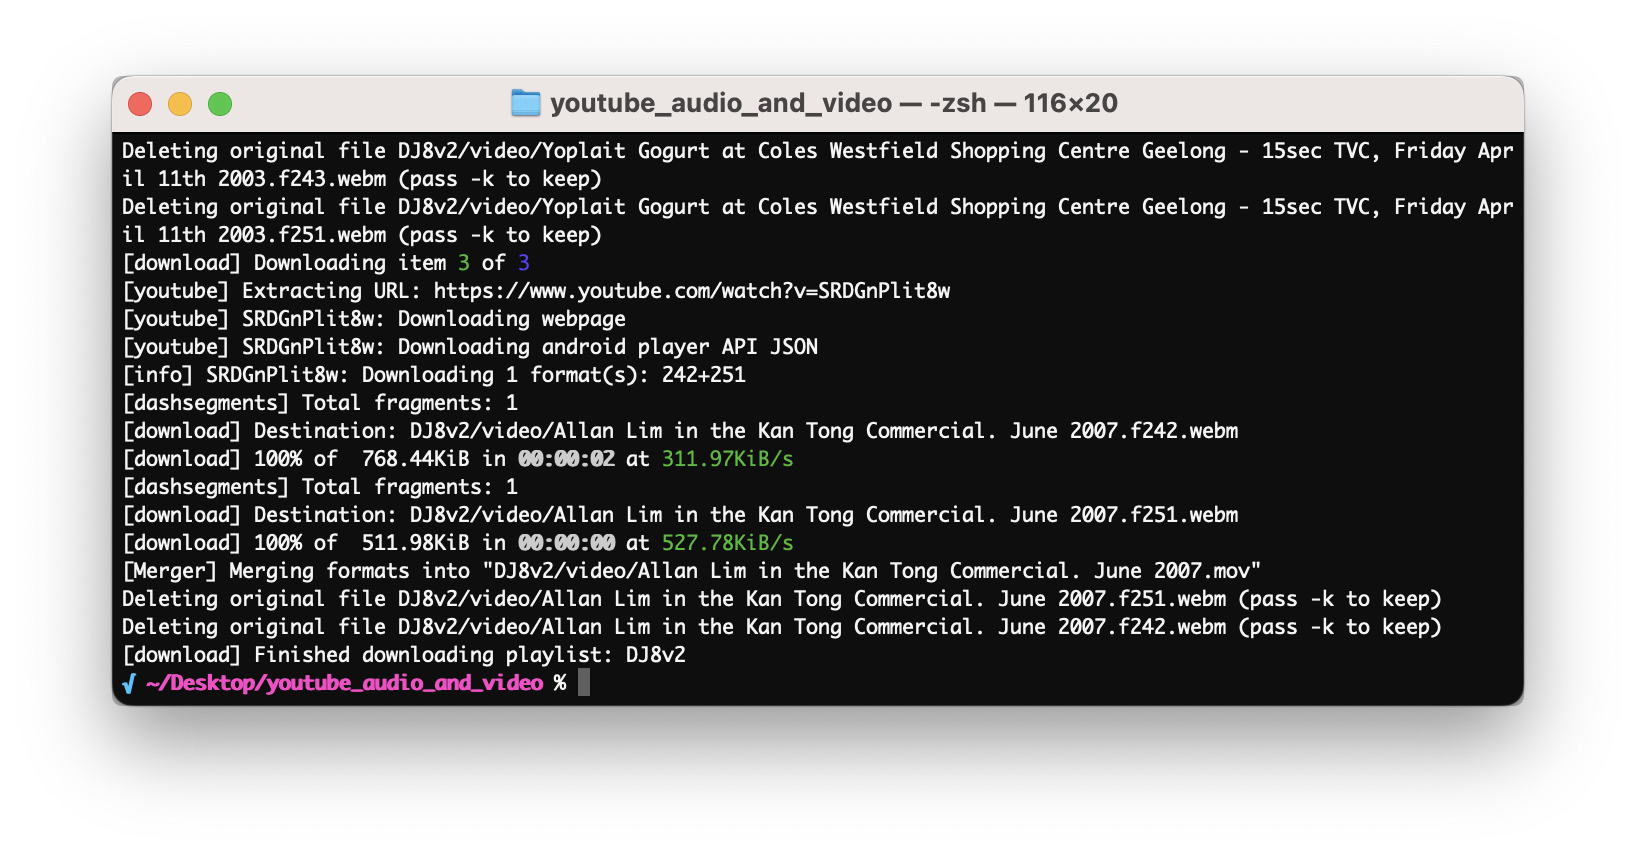 youtube_audio_and_video — -zsh — 116×20
Deleting original file DJ8v2/video/Yoplait Gogurt at Coles Westfield Shopping Centre Geelong - 15sec TVC, Friday Apr
il 11th 2003.f243.webm (pass -k to keep)
Deleting original file DJ8v2/video/Yoplait Gogurt at Coles Westfield Shopping Centre Geelong - 15sec TVC, Friday Apr
il 11th 2003.f251.webm (pass -k to keep)
[download] Downloading item 3 of 3
[youtube] Extracting URL: https://www.youtube.com/watch?v=SRDGnPlit8w
[youtube] SRDGnPlit8w: Downloading webpage
[youtube] SRDGnPlit8w: Downloading android player API JSON
[info] SRDGnPlit8w: Downloading 1 format(s): 242+251
[dashsegments] Total fragments: 1
[download] Destination: DJ8v2/video/Allan Lim in the Kan Tong Commercial. June 2007.f242.webm
[download] 100% of  768.44KiB in 00:00:02 at 311.97KiB/s
[dashsegments] Total fragments: 1
[download] Destination: DJ8v2/video/Allan Lim in the Kan Tong Commercial. June 2007.f251.webm
[download] 100% of  511.98KiB in 00:00:00 at 527.78KiB/s
[Merger] Merging formats into "DJ8v2/video/Allan Lim in the Kan Tong Commercial. June 2007.mov"
Deleting original file DJ8v2/video/Allan Lim in the Kan Tong Commercial. June 2007.f251.webm (pass -k to keep)
Deleting original file DJ8v2/video/Allan Lim in the Kan Tong Commercial. June 2007.f242.webm (pass -k to keep)
[download] Finished downloading playlist: DJ8v2
√ ~/Desktop/youtube_audio_and_video %